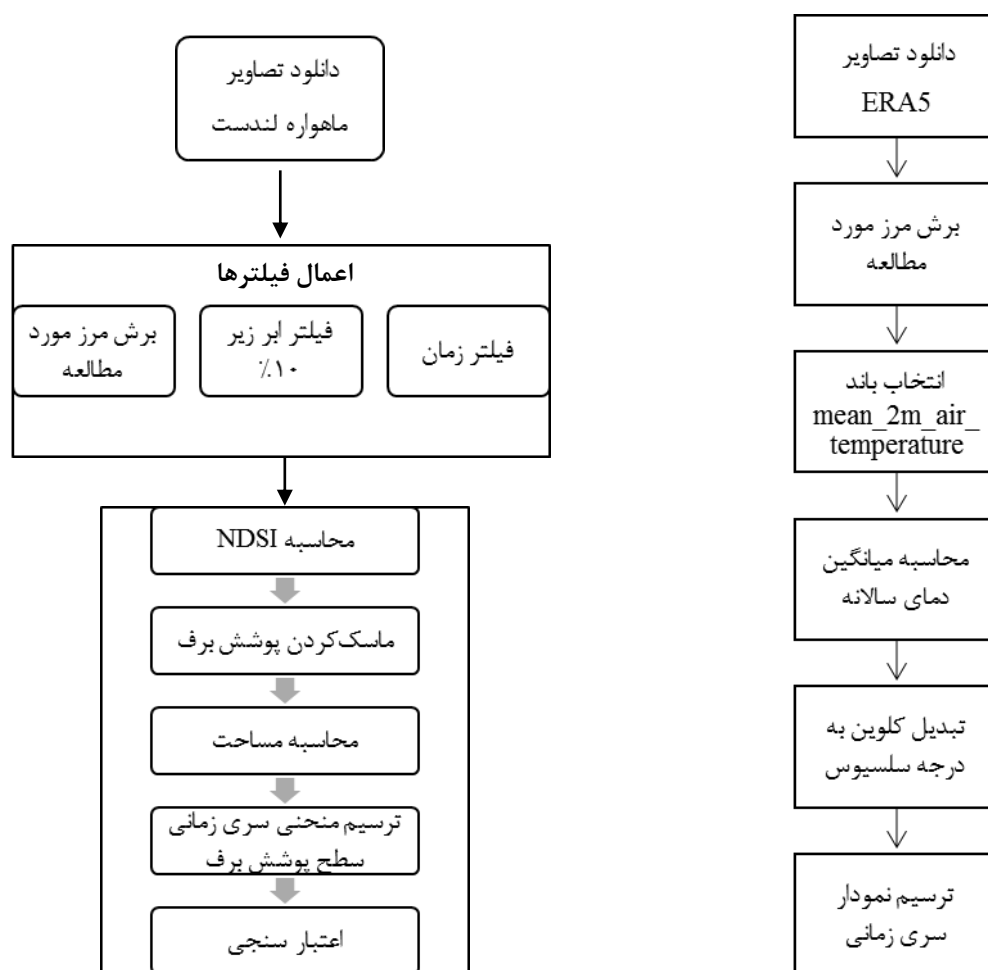 دانلود تصاویر
ماهواره لندست
اعمال فیلترها
فیلتر زمان
فیلتر ابر زیر
۱۰٪
برش مرز مورد
مطالعه
محاسبه NDSI
ماسک‌کردن پوشش برف
محاسبه مساحت
ترسیم منحنی سری زمانی
سطح پوشش برف
اعتبار سنجی
دانلود تصاویر
ERA5
برش مرز مورد
مطالعه
انتخاب باند
mean_2m_air_
temperature
محاسبه میانگین
دمای سالانه
تبدیل کلوین به
درجه سلسیوس
ترسیم نمودار
سری زمانی